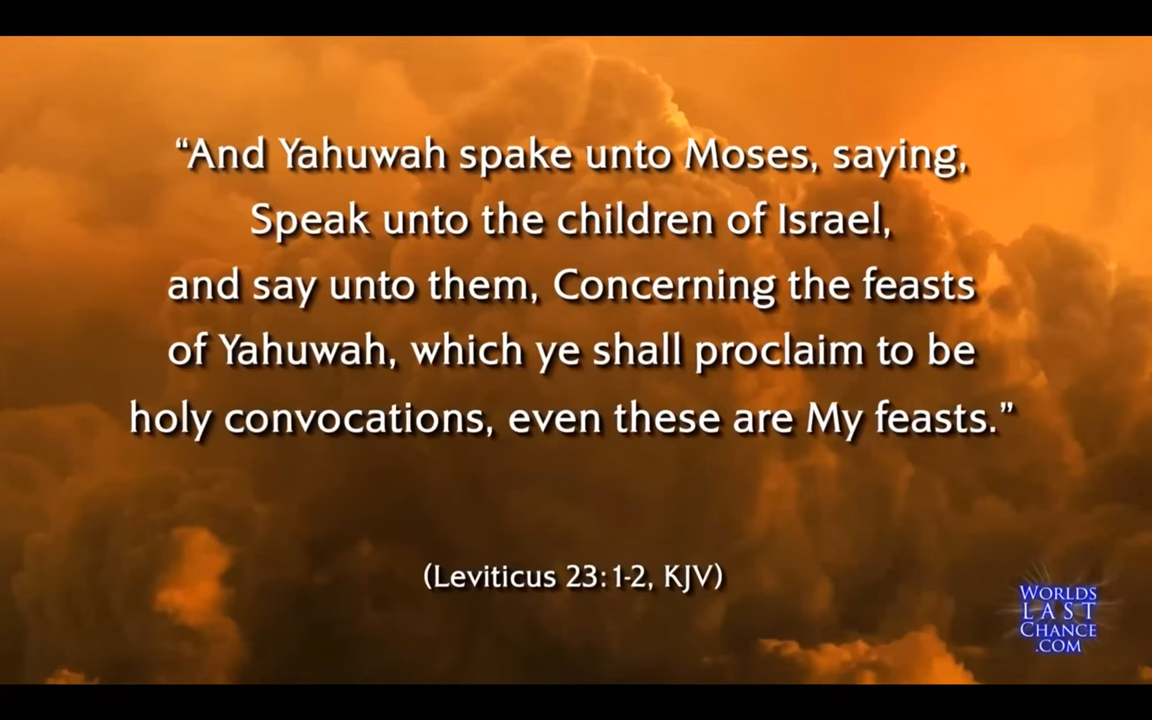 “And Yahuwah spake unto Moses, saying,
Speak unto the children of Israel,
and say unto them, Concerning the feasts
of Yahuwah, which ye shall proclaim to be
holy convocations, even these are My feasts.”
(Leviticus 23:1-2, KJV)
WORLDS
LAST
CHANCE
.COM